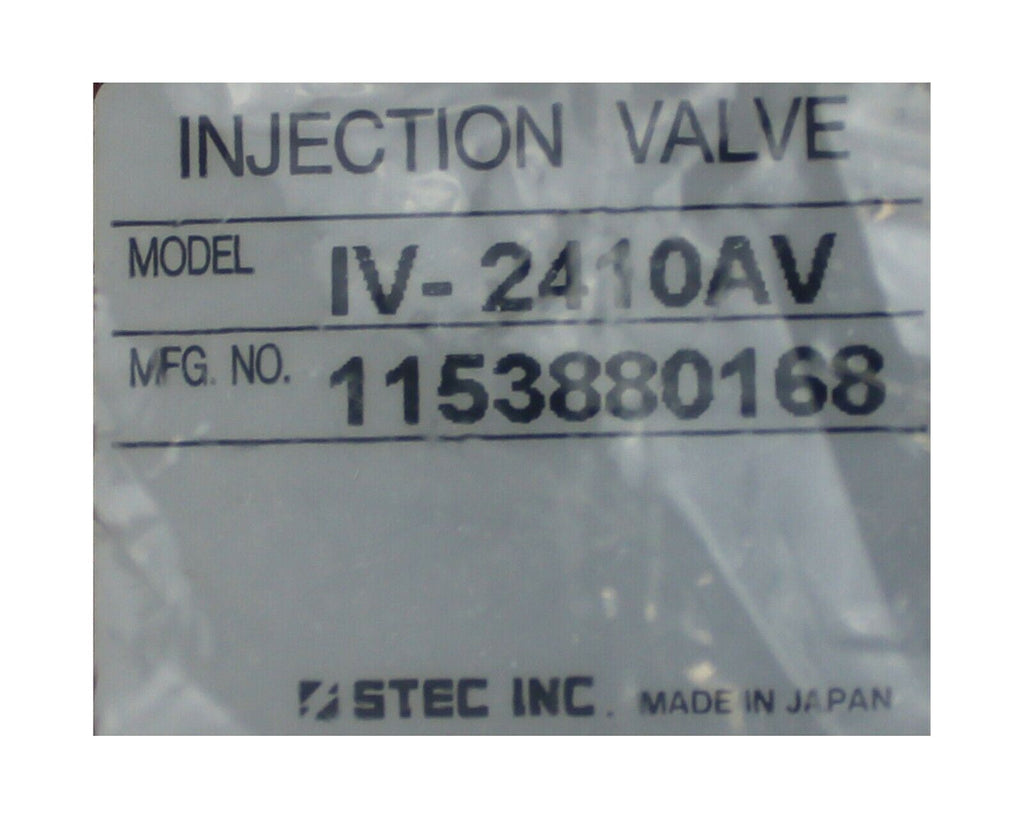 INJECTION VALVE
MODEL IV-2410AV
MFG. NO. 1153880168
STEC INC. MADE IN JAPAN